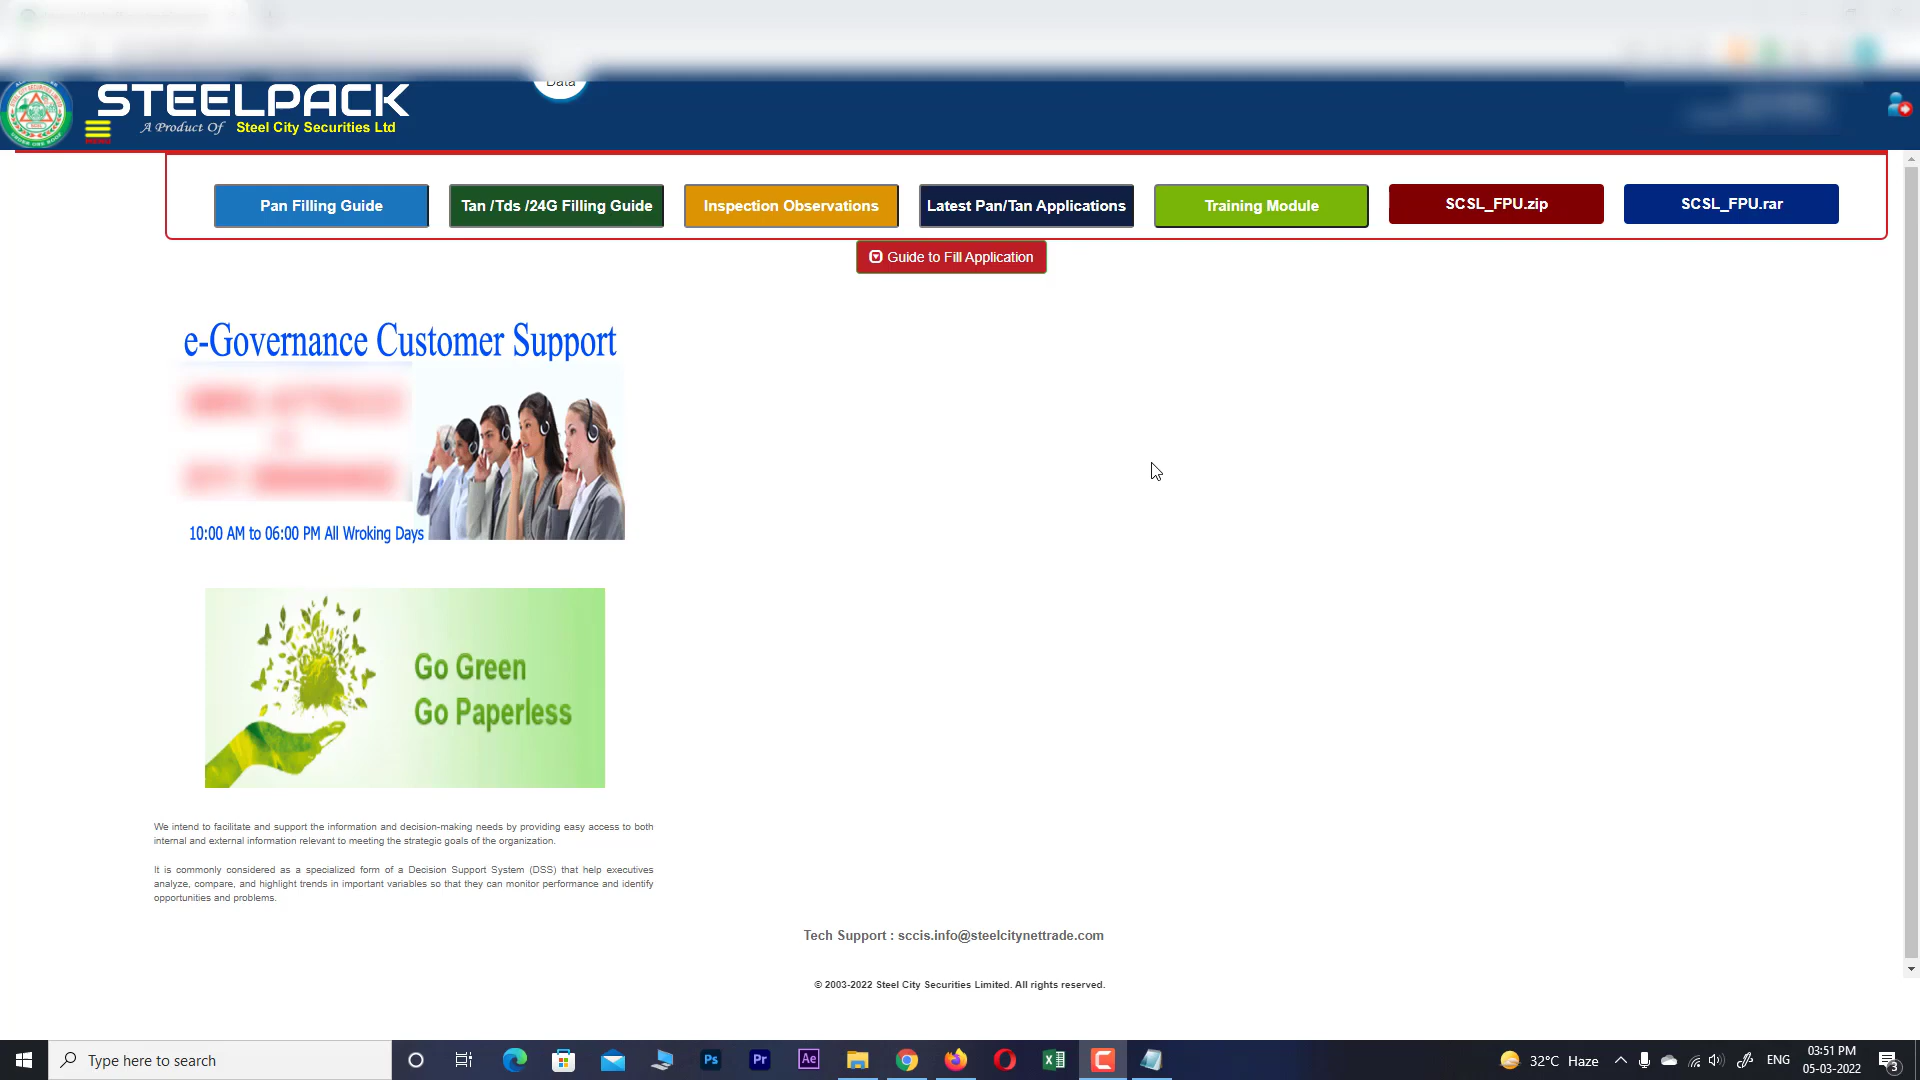 Data
STEELPACK
A Product Of Steel City Securities Ltd
MENU
Pan Filling Guide
Tan /Tds /24G Filling Guide
Inspection Observations
Latest Pan/Tan Applications
Training Module
SCSL_FPU.zip
SCSL_FPU.rar
Guide to Fill Application
e-Governance Customer Support
10:00 AM to 06:00 PM All Wroking Days
Go Green
Go Paperless
We intend to facilitate and support the information and decision-making needs by providing easy access to both
internal and external information relevant to meeting the strategic goals of the organization.
It is commonly considered as a specialized form of a Decision Support System (DSS) that help executives
analyze, compare, and highlight trends in important variables so that they can monitor performance and identify
opportunities and problems.
Tech Support : sccis.info@steelcitynettrade.com
© 2003-2022 Steel City Securities Limited. All rights reserved.
Type here to search
Ps
Pr
Ae
32°C Haze
ENG
03:51 PM
05-03-2022
3